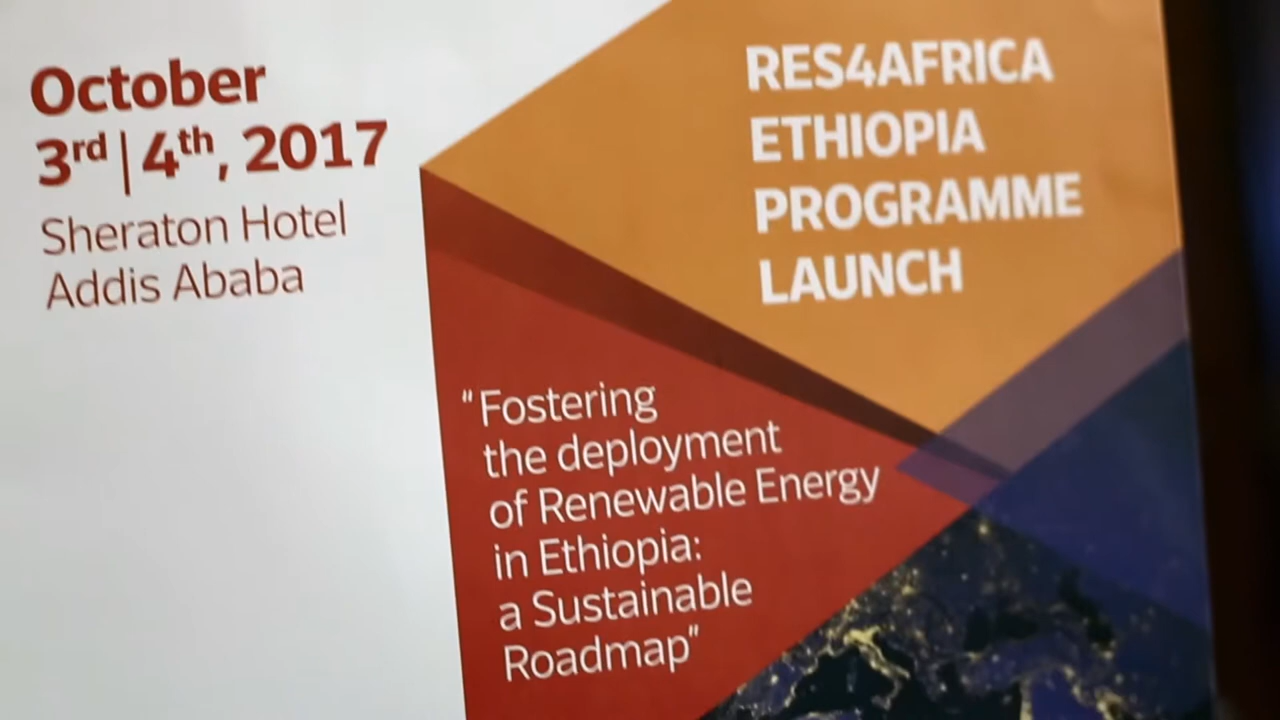 October
3rd | 4th, 2017
Sheraton Hotel
Addis Ababa
RES4AFRICA
ETHIOPIA
PROGRAMME
LAUNCH
"Fostering
the deployment
of Renewable Energy
in Ethiopia:
a Sustainable
Roadmap"